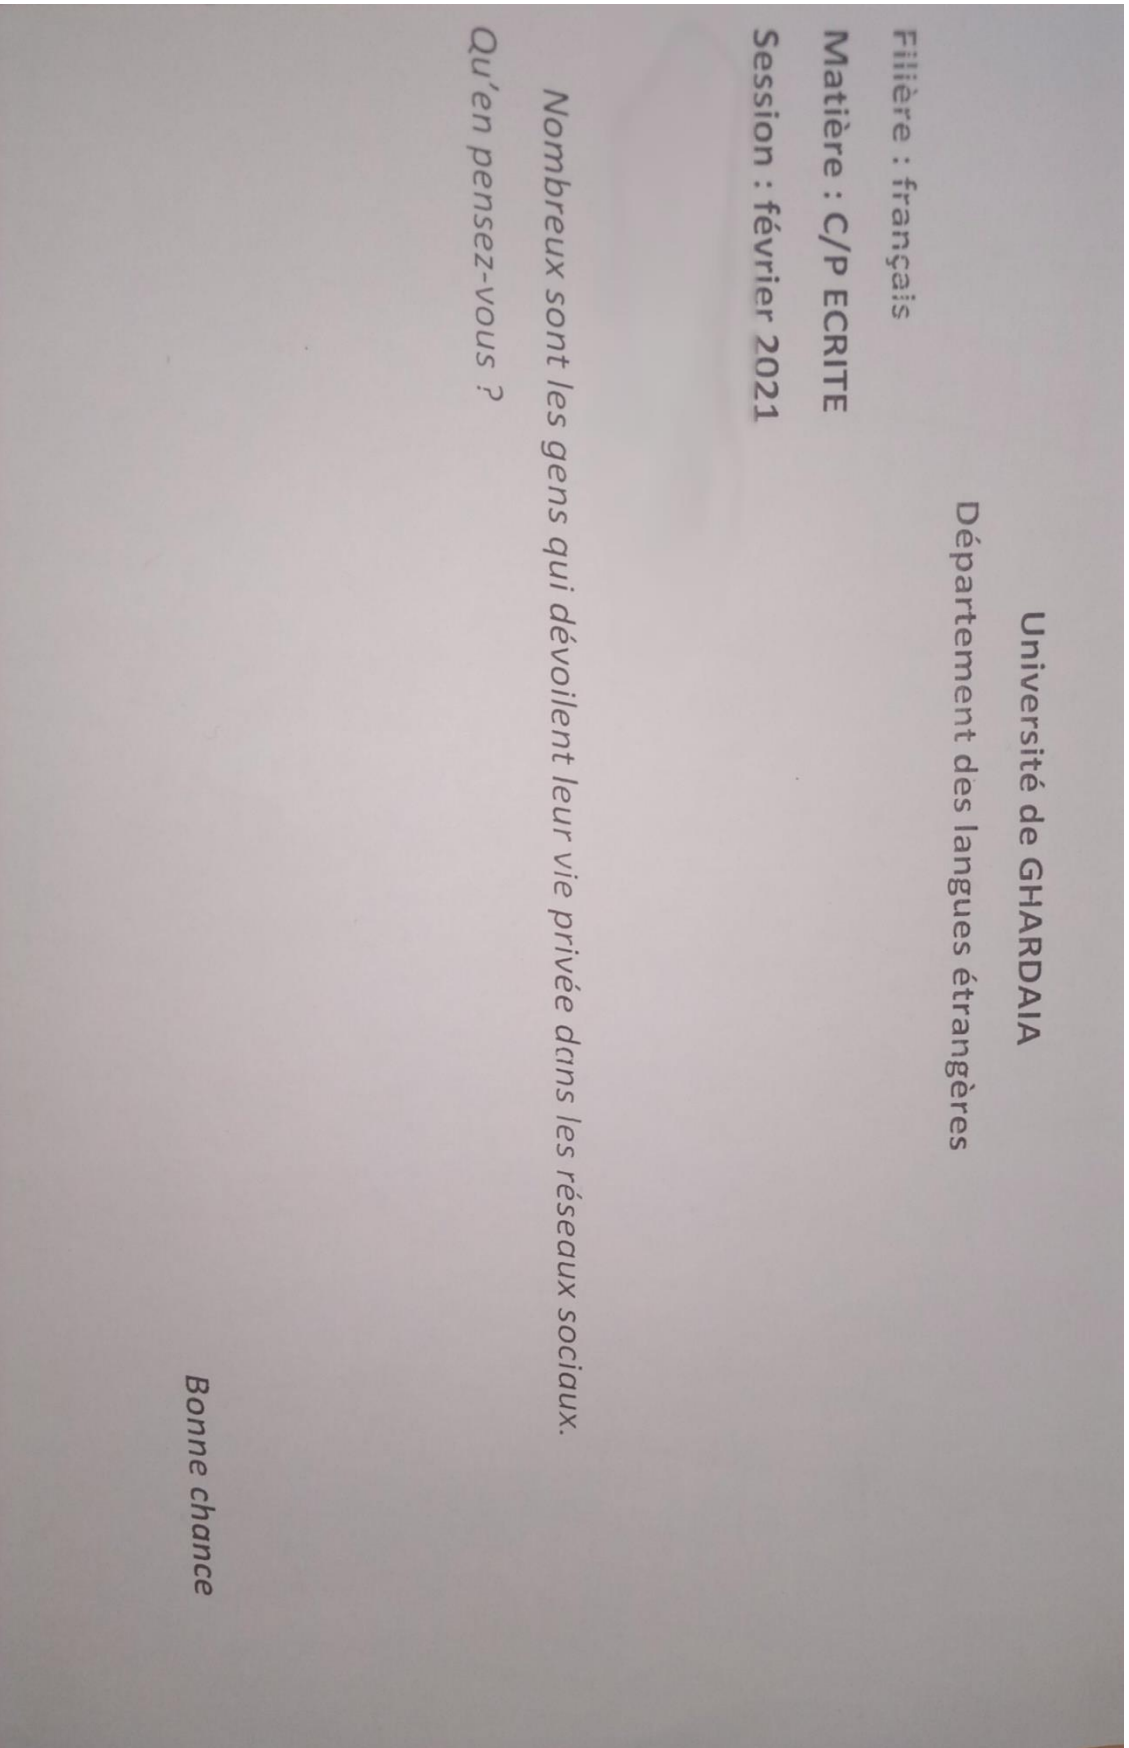 Université de GHARDAIA
Département des langues étrangères
Filière : français
Matière : C/P ECRITE
Session : février 2021
Nombreux sont les gens qui dévoilent leur vie privée dans les réseaux sociaux.
Qu'en pensez-vous ?
Bonne chance